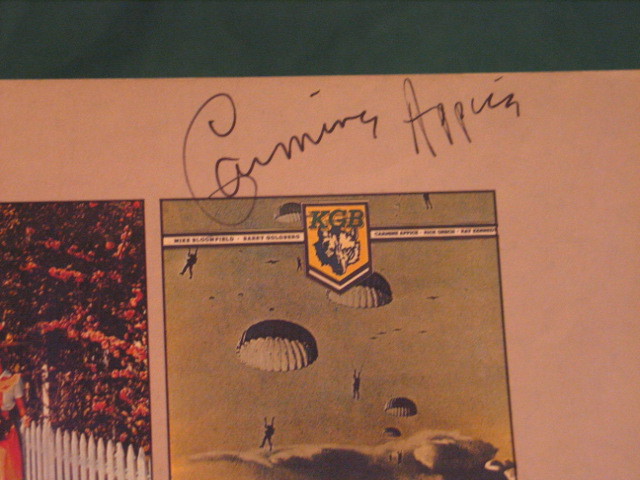 Carmine Appice
KGB
MIKE BLOOMFIELD · BARRY GOLDBERG CARMINE APPICE · RICK GRECH · RAY KENNEDY